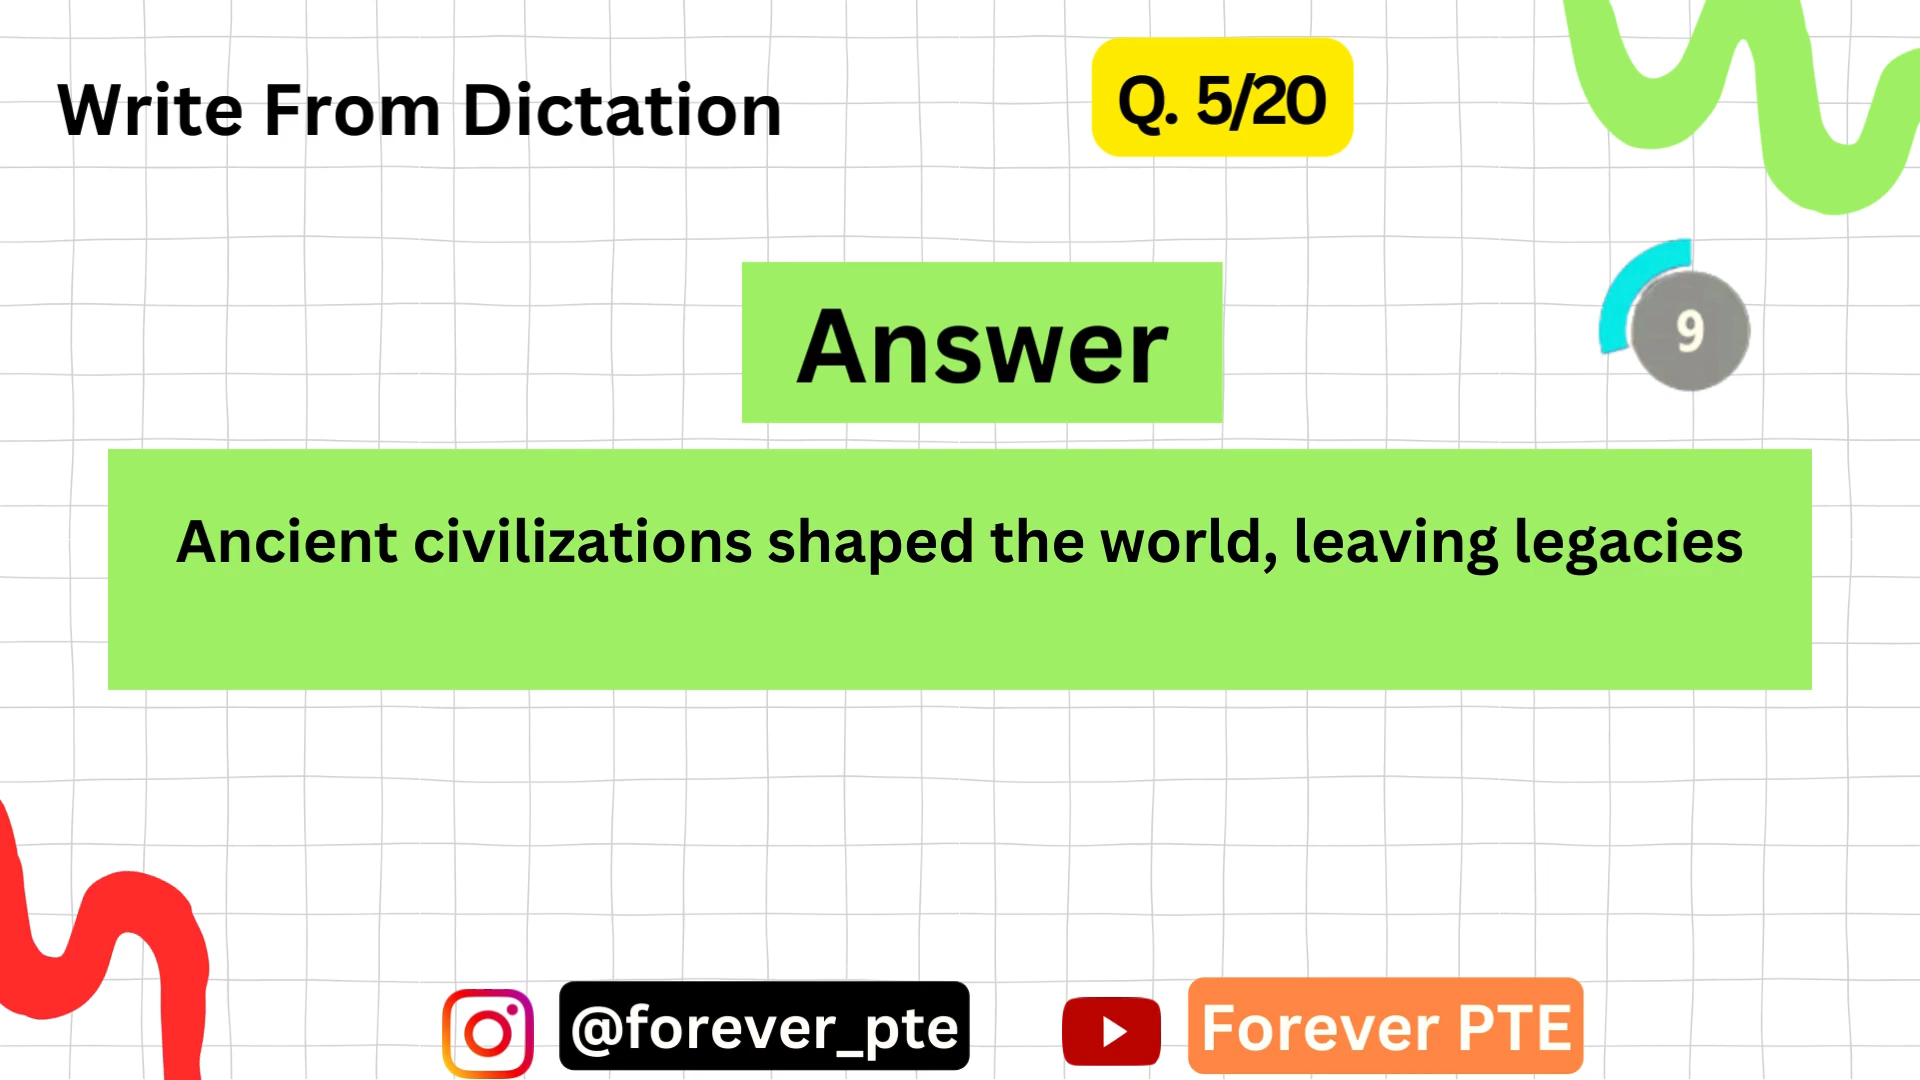 Write From Dictation
Q. 5/20
Answer
9
Ancient civilizations shaped the world, leaving legacies
@forever_pte
Forever PTE